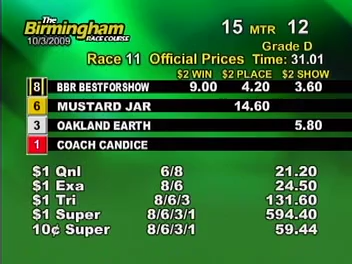 The
Birmingham
RACE COURSE
10/3/2009
15 MTR 12
Grade D
Race 11 Official Prices Time: 31.01
$2 WIN $2 PLACE $2 SHOW
8 BBR BESTFORSHOW 9.00 4.20 3.60
6 MUSTARD JAR 14.60
3 OAKLAND EARTH 5.80
1 COACH CANDICE
$1 Qnl 6/8 21.20
$1 Exa 8/6 24.50
$1 Tri 8/6/3 131.60
$1 Super 8/6/3/1 594.40
10¢ Super 8/6/3/1 59.44